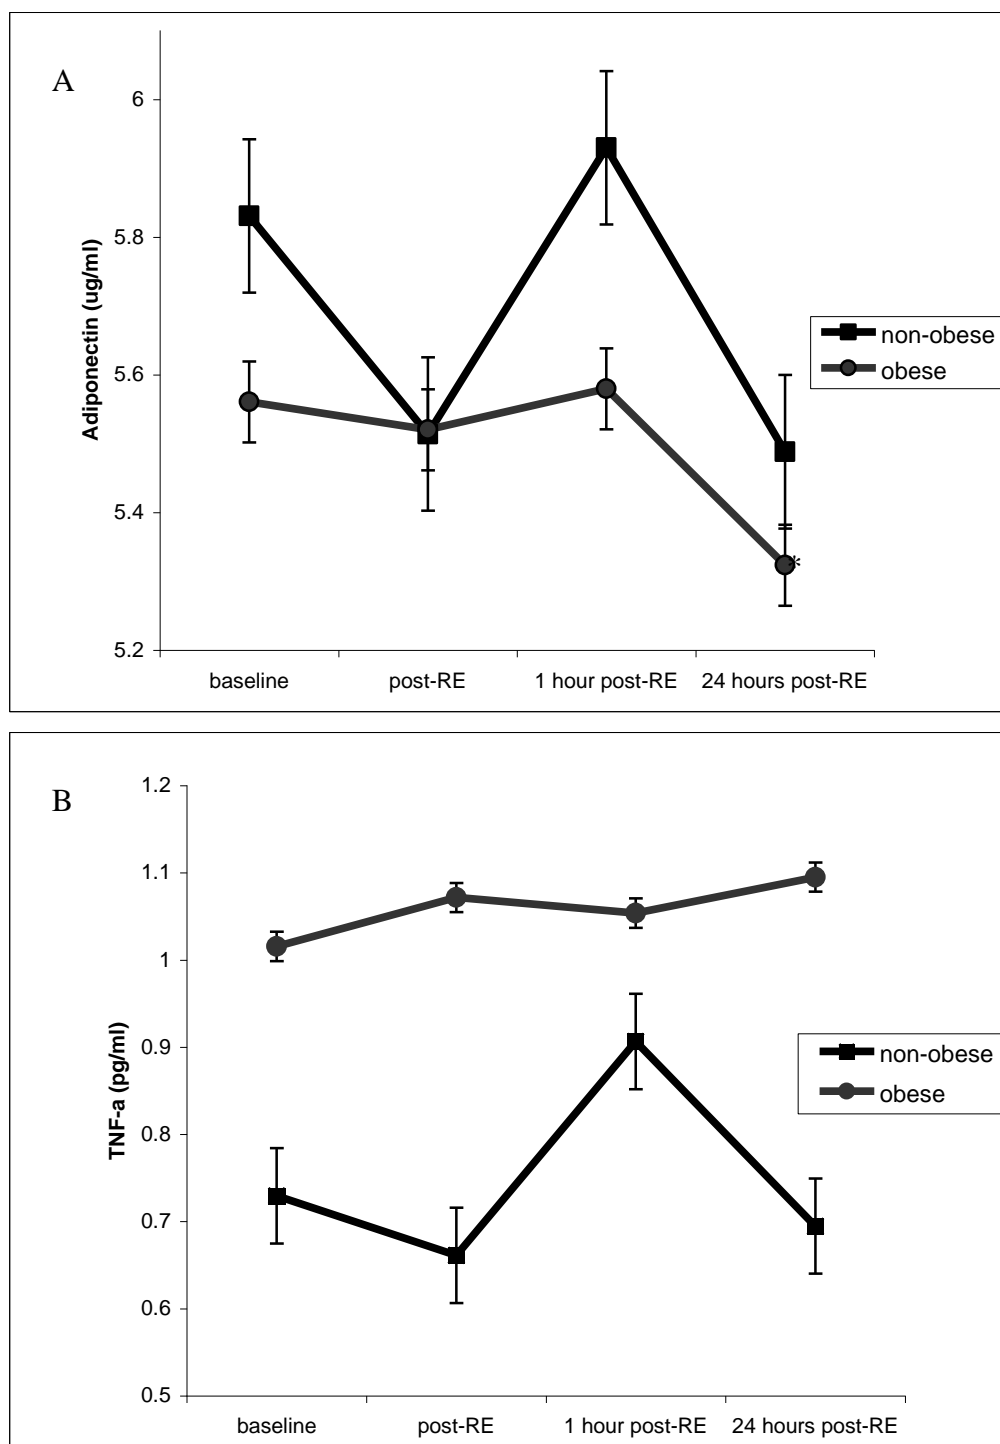 A
6
5.8
5.6
5.4
5.2
Adiponectin (ug/ml)
non-obese
obese
*
baseline post-RE 1 hour post-RE 24 hours post-RE
B
1.2
1.1
1
0.9
0.8
0.7
0.6
0.5
TNF-a (pg/ml)
non-obese
obese
baseline post-RE 1 hour post-RE 24 hours post-RE